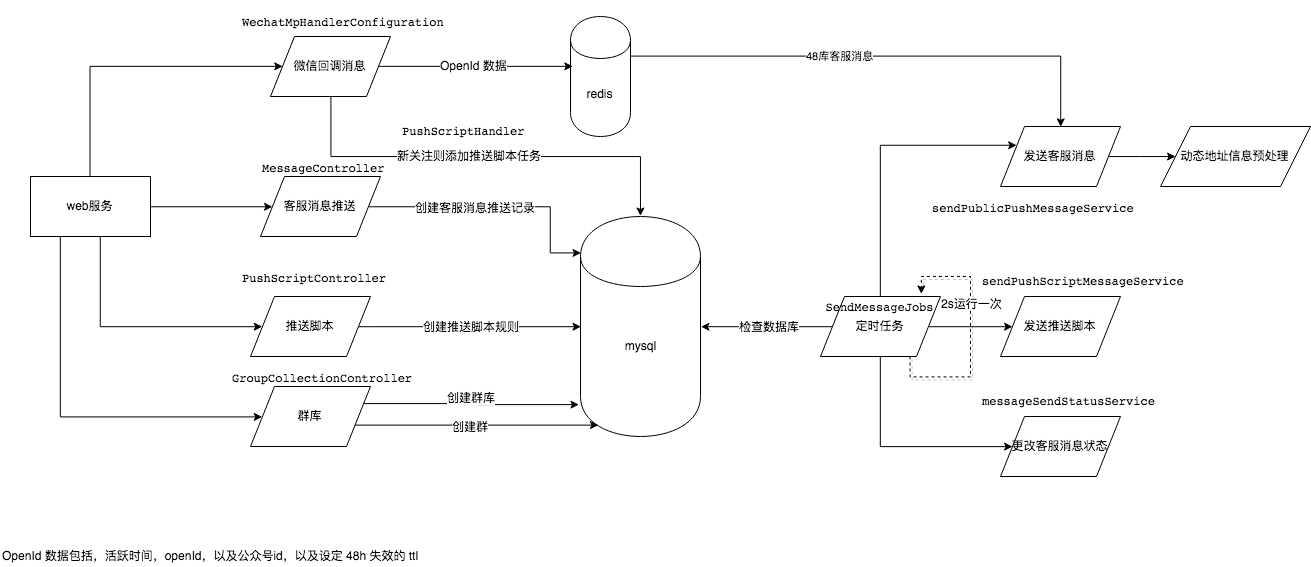 WechatMpHandlerConfiguration
微信回调消息
OpenId 数据
redis
48库客服消息
PushScriptHandler
新关注则添加推送脚本任务
发送客服消息
动态地址信息预处理
MessageController
web服务
客服消息推送
创建客服消息推送记录
sendPublicPushMessageService
PushScriptController
sendPushScriptMessageService
SendMessageJobs
2s运行一次
推送脚本
创建推送脚本规则
mysql
检查数据库
定时任务
发送推送脚本
GroupCollectionController
创建群库
群库
创建群
messageSendStatusService
更改客服消息状态
OpenId 数据包括，活跃时间，openId，以及公众号id，以及设定 48h 失效的 ttl